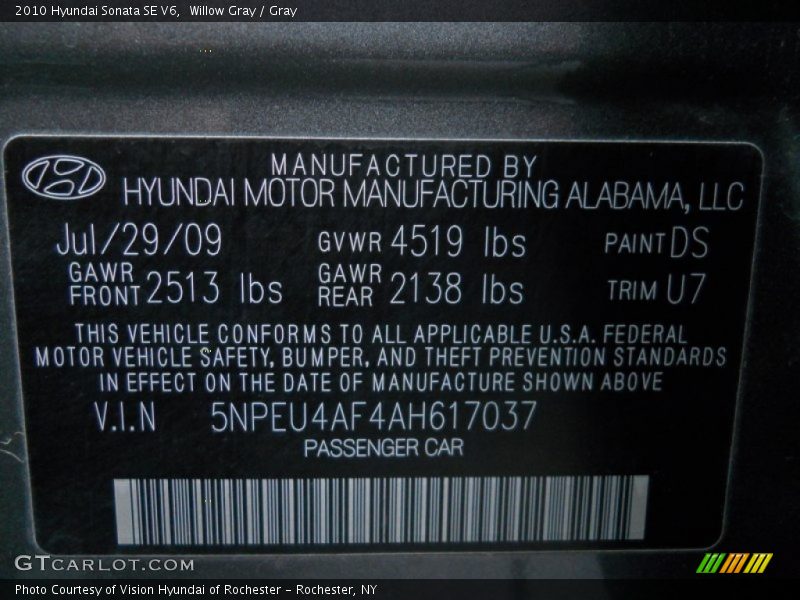 2010 Hyundai Sonata SE V6,  Willow Gray / Gray
MANUFACTURED BY
HYUNDAI MOTOR MANUFACTURING ALABAMA, LLC
Jul/29/09 GVWR 4519 lbs PAINT DS
GAWR FRONT 2513 lbs GAWR REAR 2138 lbs TRIM U7
THIS VEHICLE CONFORMS TO ALL APPLICABLE U.S.A. FEDERAL
MOTOR VEHICLE SAFETY, BUMPER, AND THEFT PREVENTION STANDARDS
IN EFFECT ON THE DATE OF MANUFACTURE SHOWN ABOVE
V.I.N 5NPEU4AF4AH617037
PASSENGER CAR
GTCARLOT.COM
Photo Courtesy of Vision Hyundai of Rochester - Rochester, NY